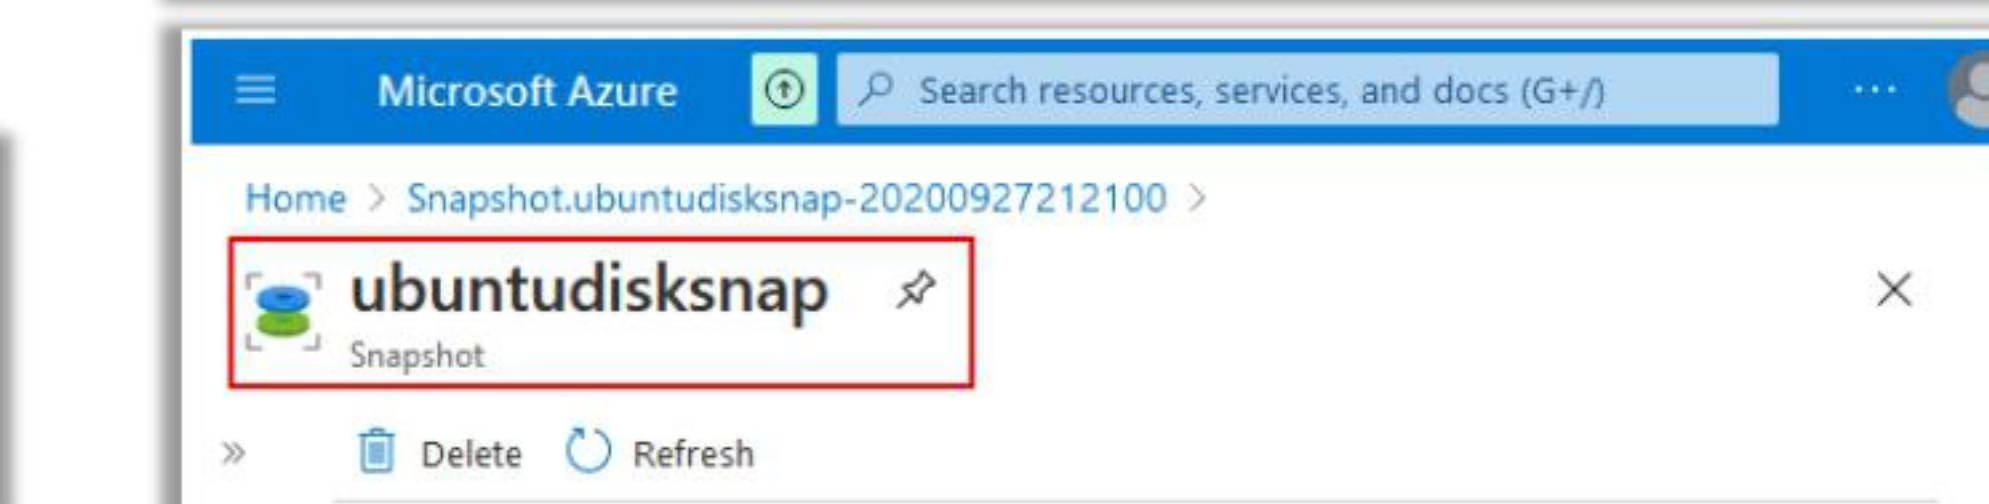 Microsoft Azure Search resources, services, and docs (G+/) ...
Home > Snapshot.ubuntudisksnap-20200927212100 >
ubuntudisksnap
Snapshot
» Delete Refresh